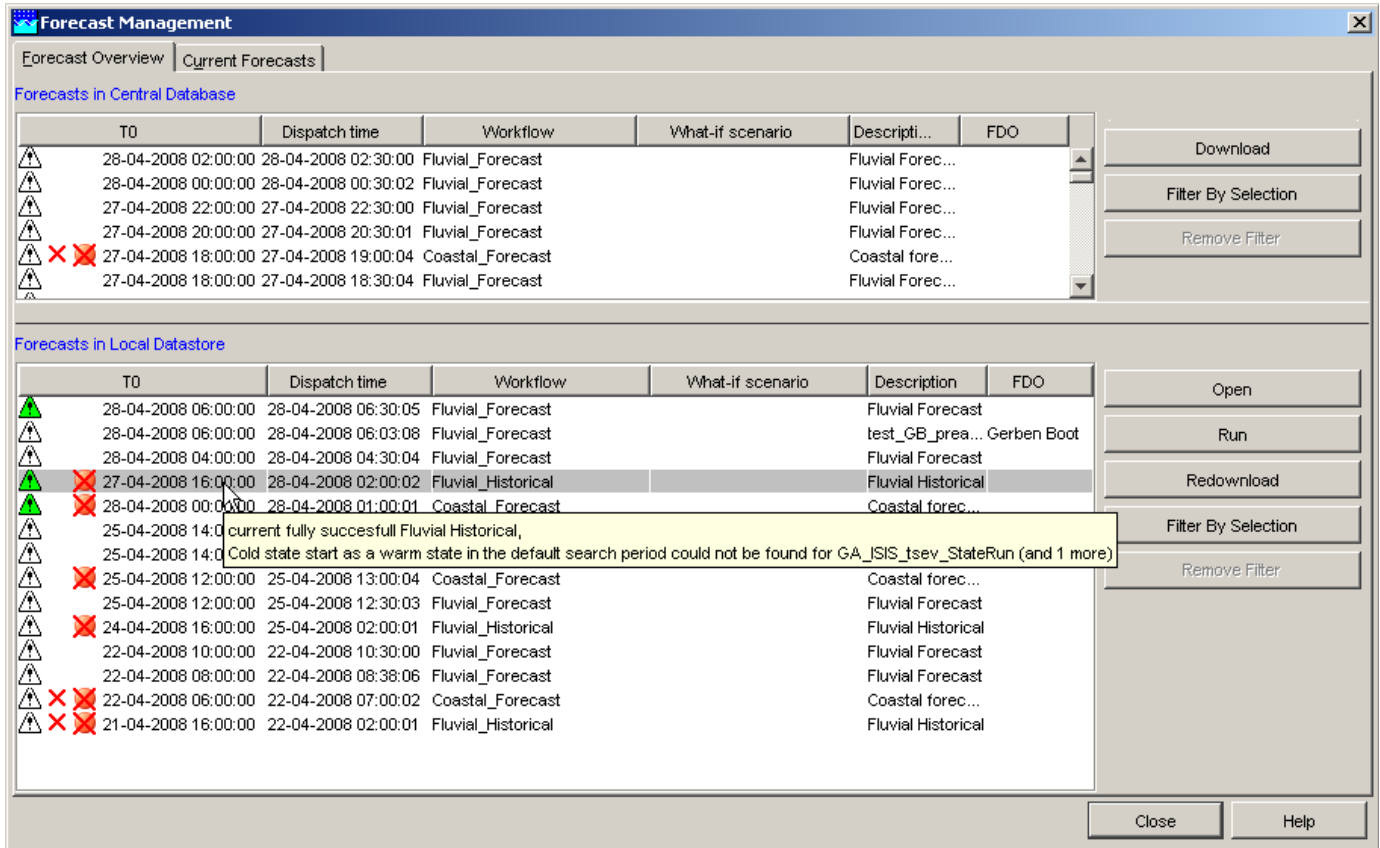 Forecast Management
Forecast Overview Current Forecasts
Forecasts in Central Database
T0 Dispatch time Workflow What-if scenario Descripti... FDO
28-04-2008 02:00:00 28-04-2008 02:30:00 Fluvial_Forecast Fluvial Forec...
28-04-2008 00:00:00 28-04-2008 00:30:02 Fluvial_Forecast Fluvial Forec...
27-04-2008 22:00:00 27-04-2008 22:30:00 Fluvial_Forecast Fluvial Forec...
27-04-2008 20:00:00 27-04-2008 20:30:01 Fluvial_Forecast Fluvial Forec...
27-04-2008 18:00:00 27-04-2008 19:00:04 Coastal_Forecast Coastal fore...
27-04-2008 18:00:00 27-04-2008 18:30:04 Fluvial_Forecast Fluvial Forec...
Download
Filter By Selection
Remove Filter
Forecasts in Local Datastore
T0 Dispatch time Workflow What-if scenario Description FDO
28-04-2008 06:00:00 28-04-2008 06:30:05 Fluvial_Forecast Fluvial Forecast
28-04-2008 06:00:00 28-04-2008 06:03:08 Fluvial_Forecast test_GB_prea... Gerben Boot
28-04-2008 04:00:00 28-04-2008 04:30:04 Fluvial_Forecast Fluvial Forecast
27-04-2008 16:00:00 28-04-2008 02:00:02 Fluvial_Historical Fluvial Historical
28-04-2008 00:00:00 28-04-2008 01:00:01 Coastal_Forecast Coastal forec...
25-04-2008 14:0
current fully succesfull Fluvial Historical,
25-04-2008 14:0
Cold state start as a warm state in the default search period could not be found for GA_ISIS_tsev_StateRun (and 1 more)
25-04-2008 12:00:00 25-04-2008 13:00:04 Coastal_Forecast Coastal forec...
25-04-2008 12:00:00 25-04-2008 12:30:03 Fluvial_Forecast Fluvial Forecast
24-04-2008 16:00:00 25-04-2008 02:00:01 Fluvial_Historical Fluvial Historical
22-04-2008 10:00:00 22-04-2008 10:30:00 Fluvial_Forecast Fluvial Forecast
22-04-2008 08:00:00 22-04-2008 08:38:06 Fluvial_Forecast Fluvial Forecast
22-04-2008 06:00:00 22-04-2008 07:00:02 Coastal_Forecast Coastal forec...
21-04-2008 16:00:00 22-04-2008 02:00:01 Fluvial_Historical Fluvial Historical
Open
Run
Redownload
Filter By Selection
Remove Filter
Close Help